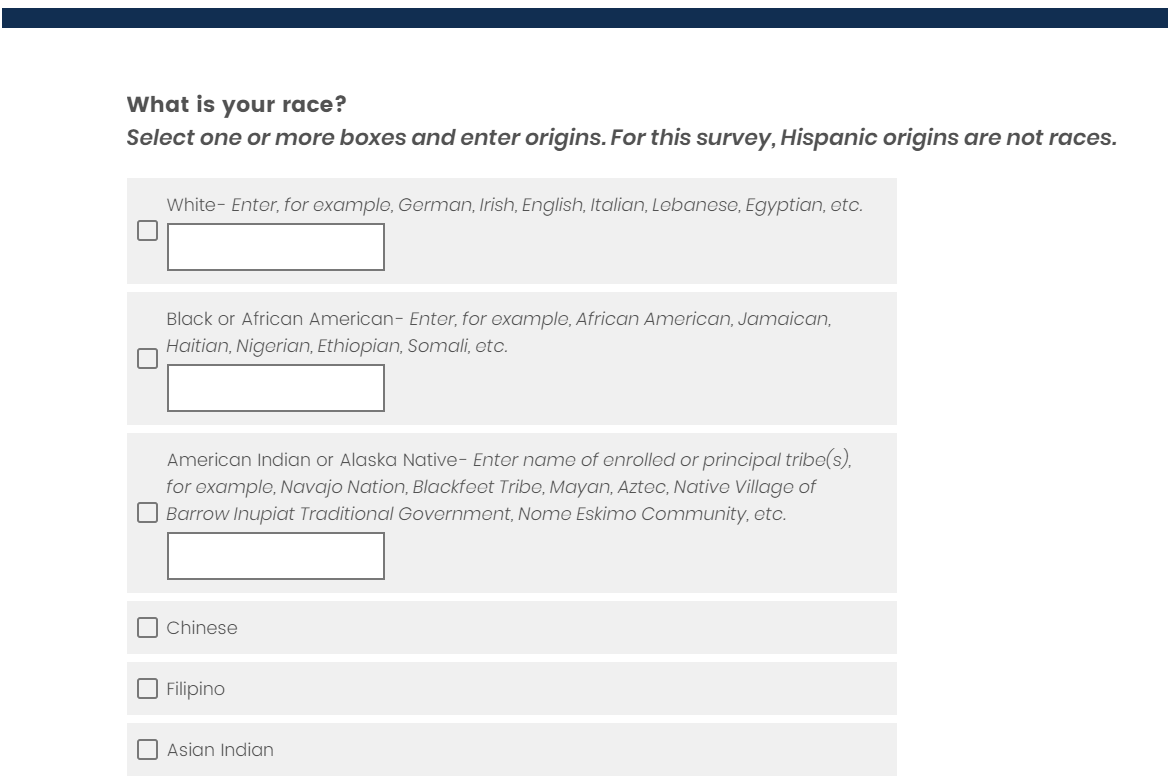 What is your race?
Select one or more boxes and enter origins. For this survey, Hispanic origins are not races.
White- Enter, for example, German, Irish, English, Italian, Lebanese, Egyptian, etc.
Black or African American- Enter, for example, African American, Jamaican,
Haitian, Nigerian, Ethiopian, Somali, etc.
American Indian or Alaska Native- Enter name of enrolled or principal tribe(s),
for example, Navajo Nation, Blackfeet Tribe, Mayan, Aztec, Native Village of
Barrow Inupiat Traditional Government, Nome Eskimo Community, etc.
Chinese
Filipino
Asian Indian